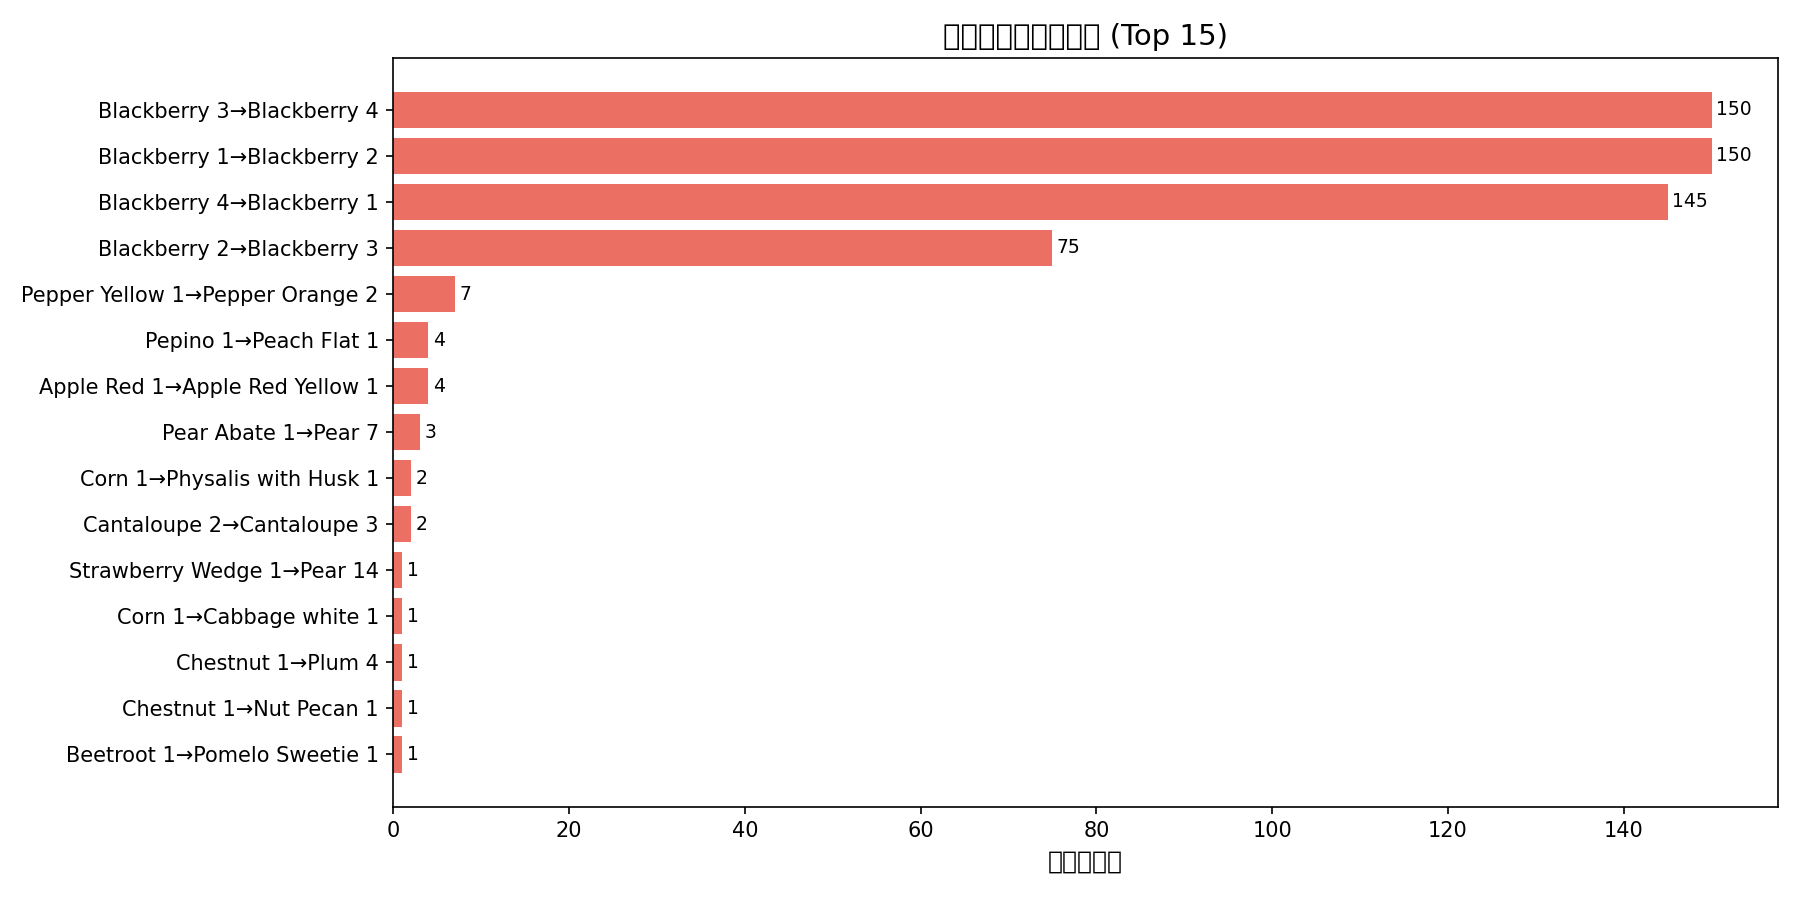 (Top 15)
Blackberry 3→Blackberry 4
150
Blackberry 1→Blackberry 2
150
Blackberry 4→Blackberry 1
145
Blackberry 2→Blackberry 3
75
Pepper Yellow 1→Pepper Orange 2
7
Pepino 1→Peach Flat 1
4
Apple Red 1→Apple Red Yellow 1
4
Pear Abate 1→Pear 7
3
Corn 1→Physalis with Husk 1
2
Cantaloupe 2→Cantaloupe 3
2
Strawberry Wedge 1→Pear 14
1
Corn 1→Cabbage white 1
1
Chestnut 1→Plum 4
1
Chestnut 1→Nut Pecan 1
1
Beetroot 1→Pomelo Sweetie 1
1
0 20 40 60 80 100 120 140